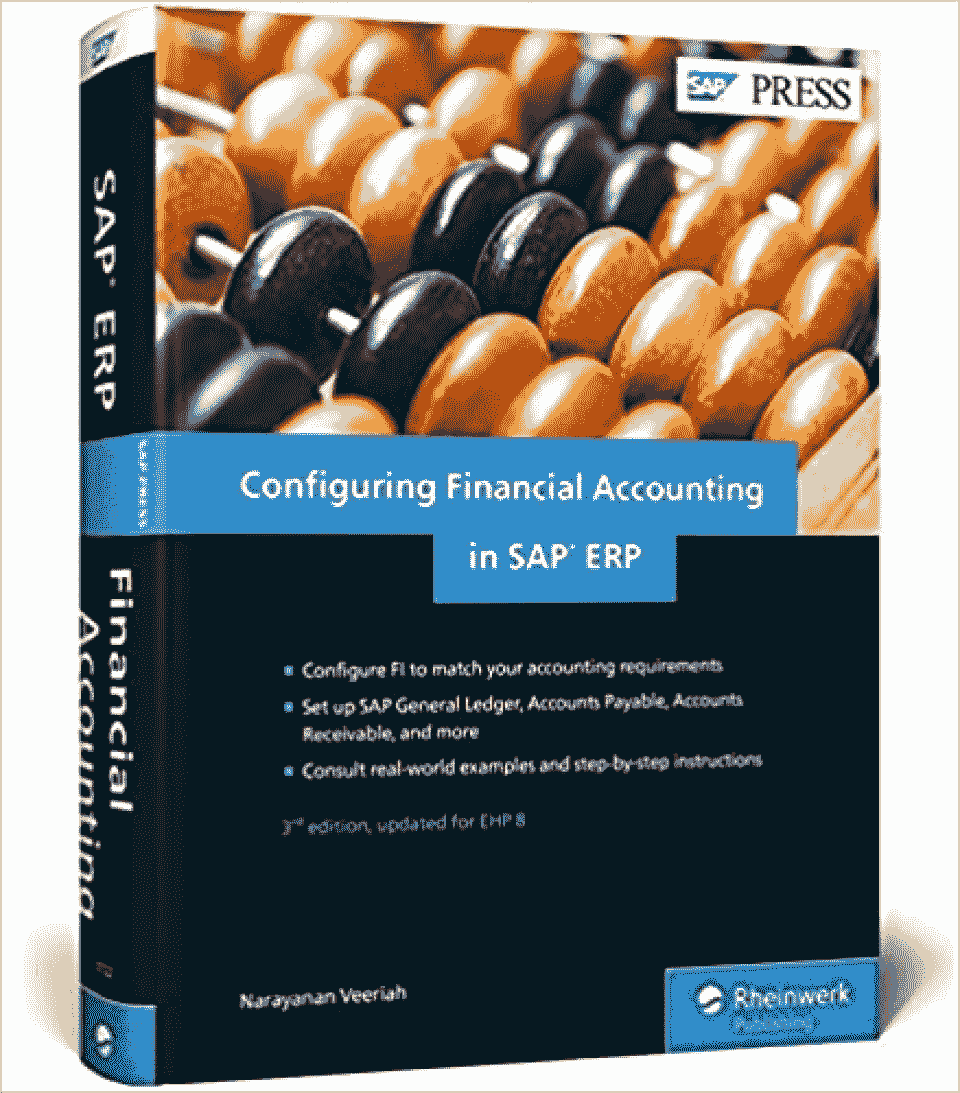 SAP PRESS
SAP® ERP
SAP PRESS
Financial
Accounting
Configuring Financial Accounting
in SAP® ERP
Configure FI to match your accounting requirements
Set up SAP General Ledger, Accounts Payable, Accounts
Receivable, and more
Consult real-world examples and step-by-step instructions
3rd edition, updated for EHP 8
Narayanan Veeriah
Rheinwerk
Publishing